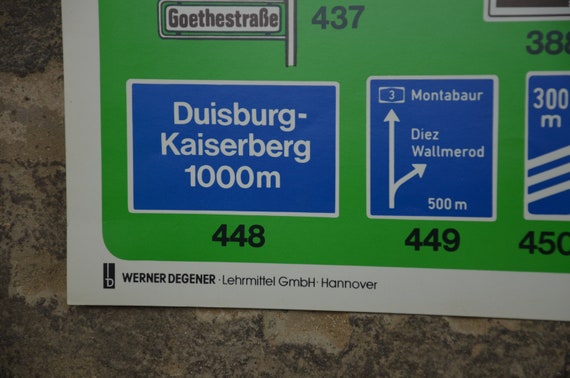 Goethestraße
437
388
Duisburg-
Kaiserberg
1000m
448
3 Montabaur
Diez
Wallmerod
500 m
449
300
m
450
WERNER DEGENER · Lehrmittel GmbH · Hannover